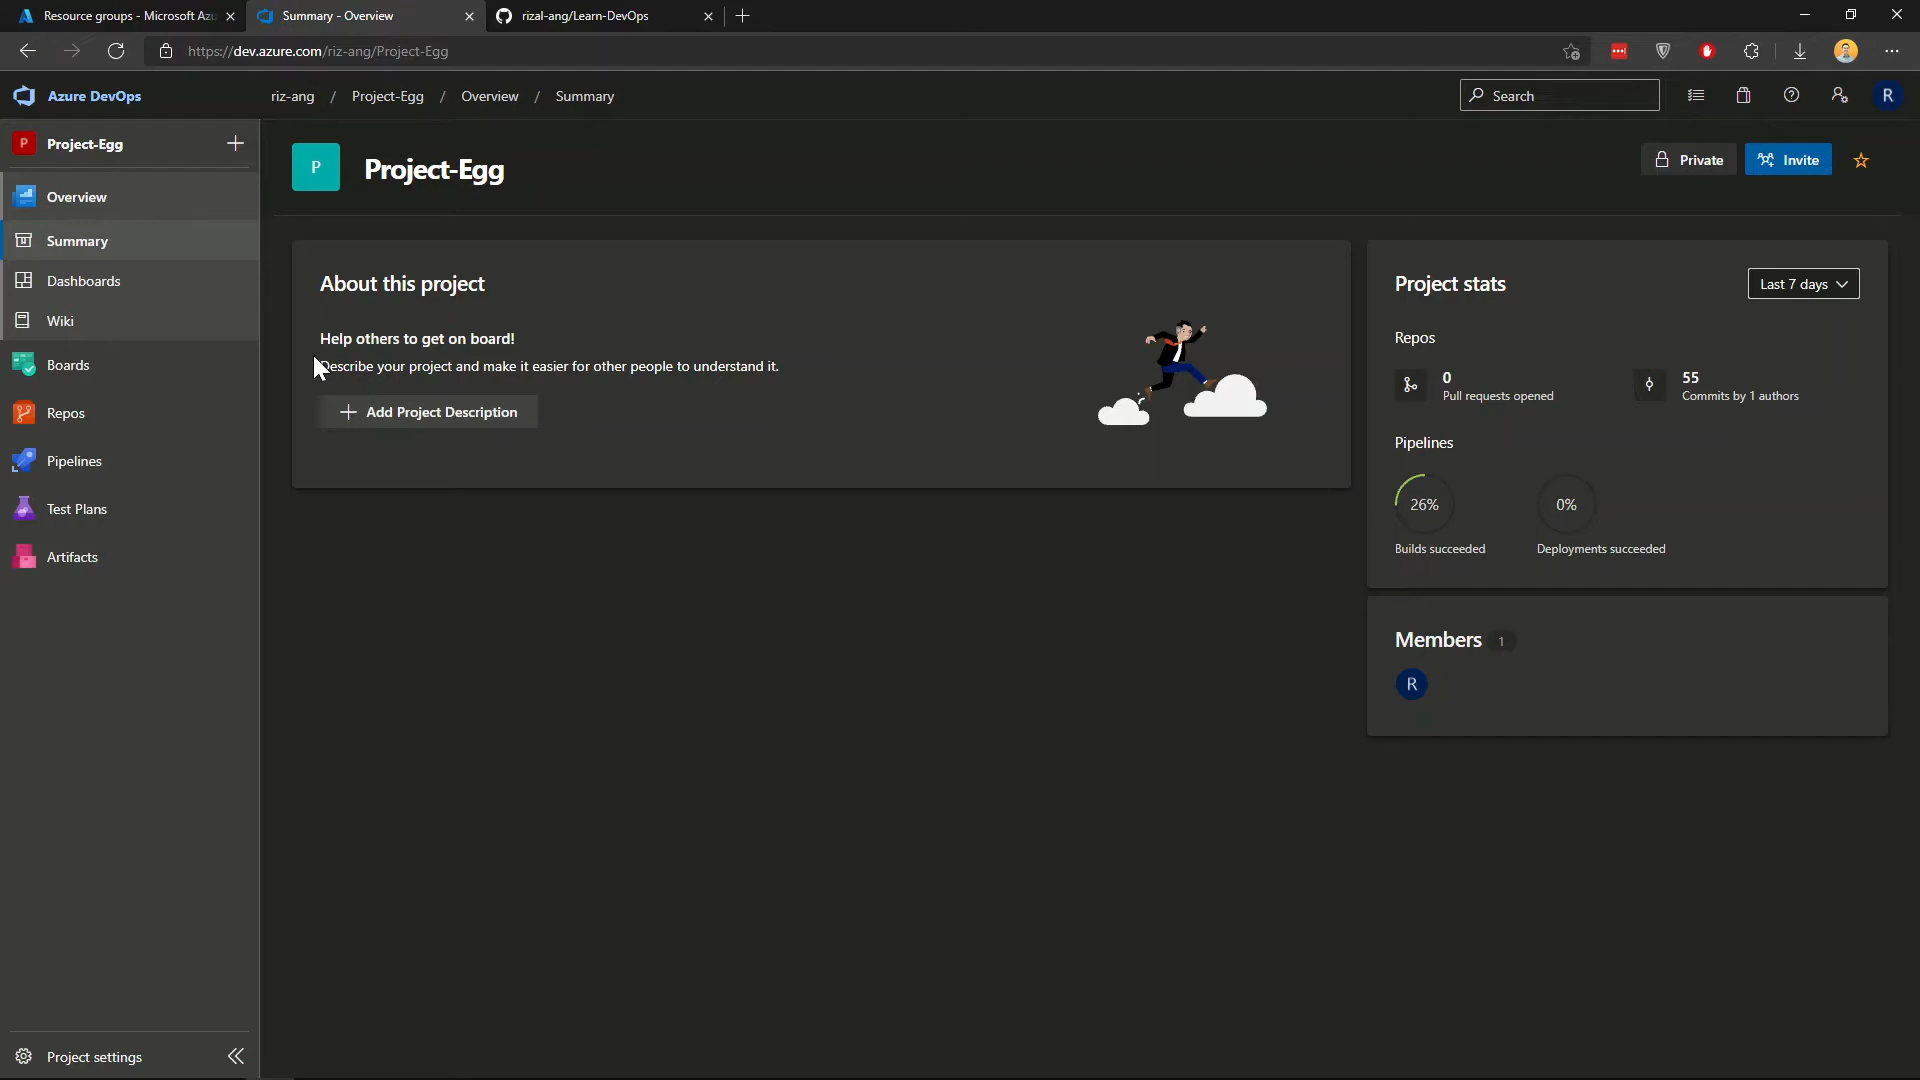 Resource groups - Microsoft Azu
Summary - Overview
rizal-ang/Learn-DevOps
https://dev.azure.com/riz-ang/Project-Egg
Azure DevOps
riz-ang / Project-Egg / Overview / Summary
Search
R
P
Project-Egg
Overview
Summary
Dashboards
Wiki
Boards
Repos
Pipelines
Test Plans
Artifacts
Project settings
P
Project-Egg
Private
Invite
About this project
Help others to get on board!
Describe your project and make it easier for other people to understand it.
Add Project Description
Project stats
Last 7 days
Repos
0
Pull requests opened
55
Commits by 1 authors
Pipelines
26%
Builds succeeded
0%
Deployments succeeded
Members 1
R